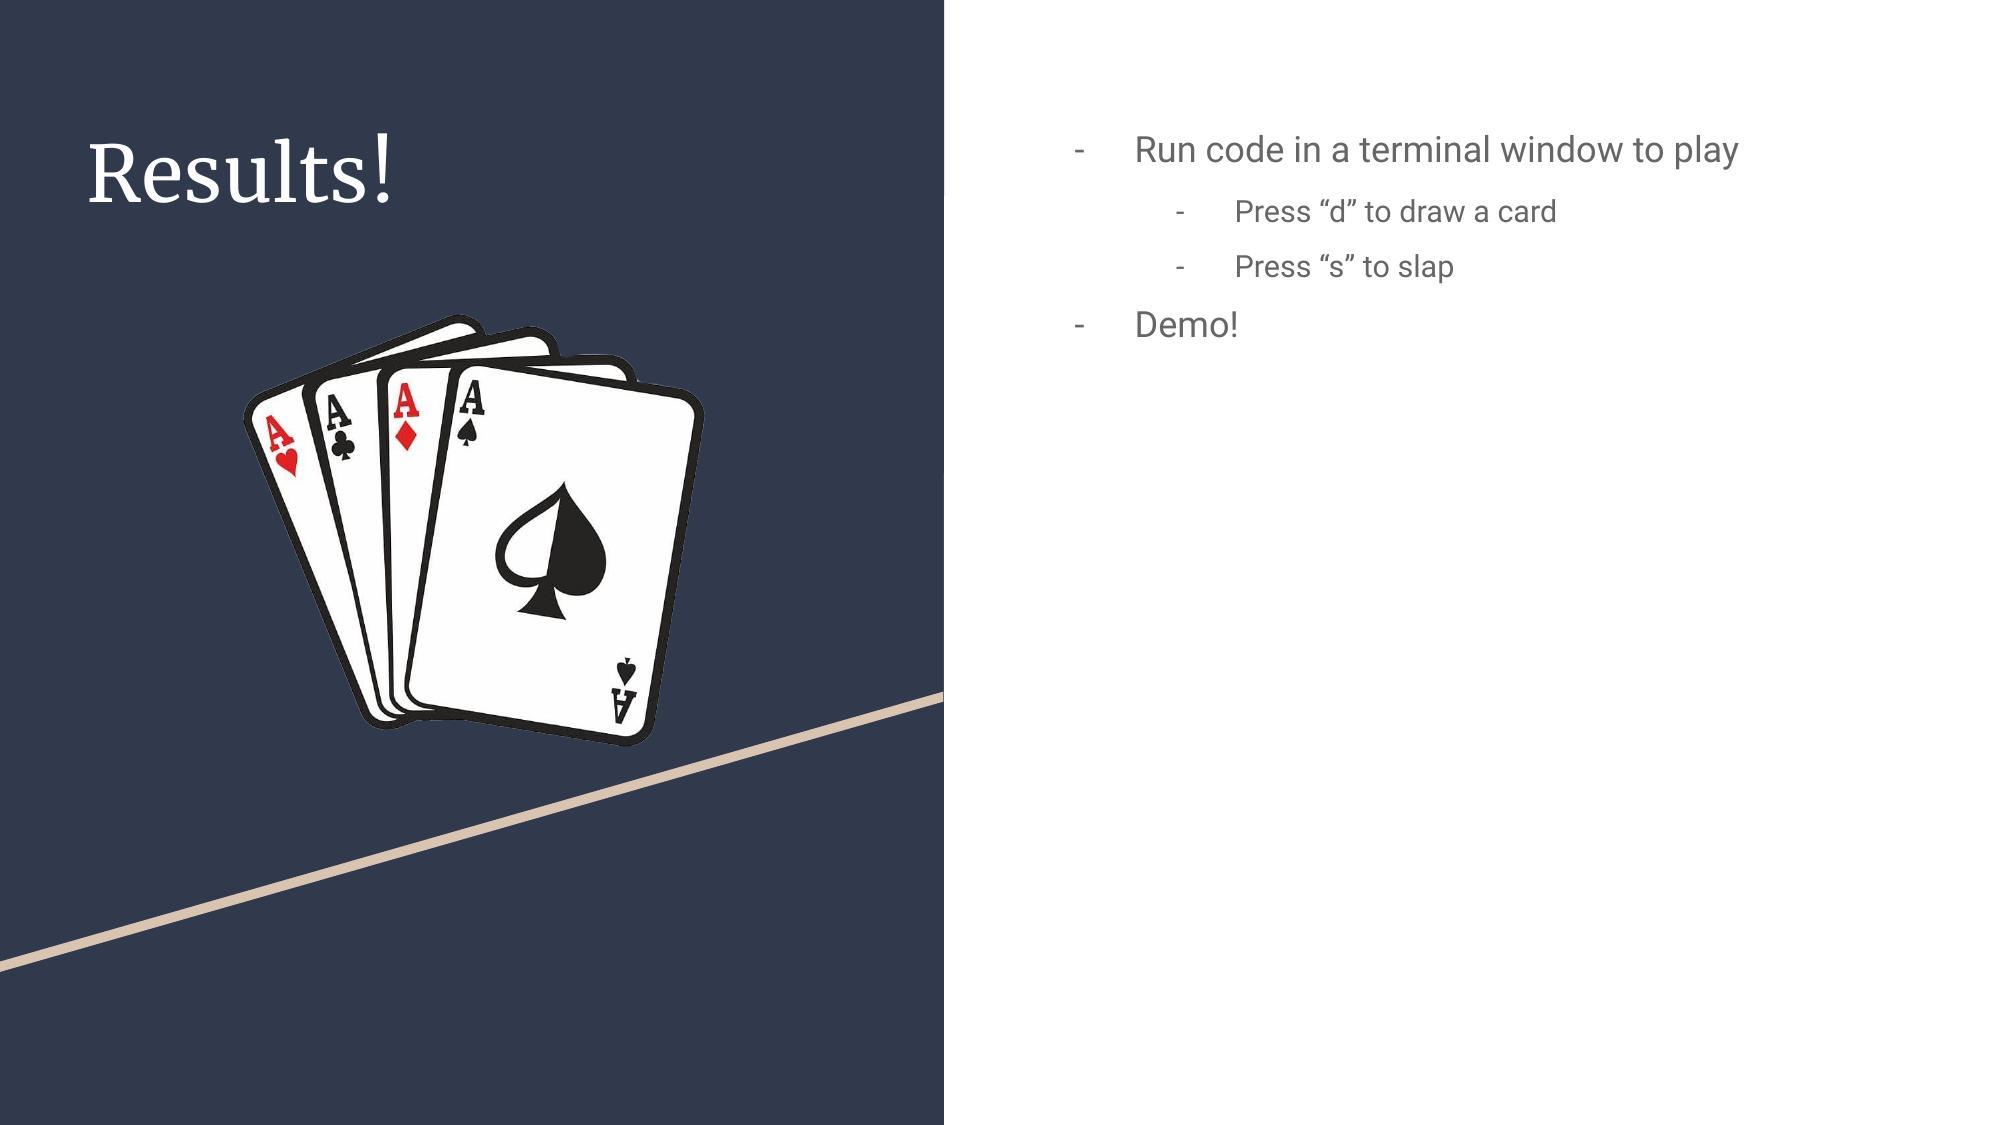 Results!
A
A
A
A
A
- Run code in a terminal window to play
- Press “d” to draw a card
- Press “s” to slap
- Demo!